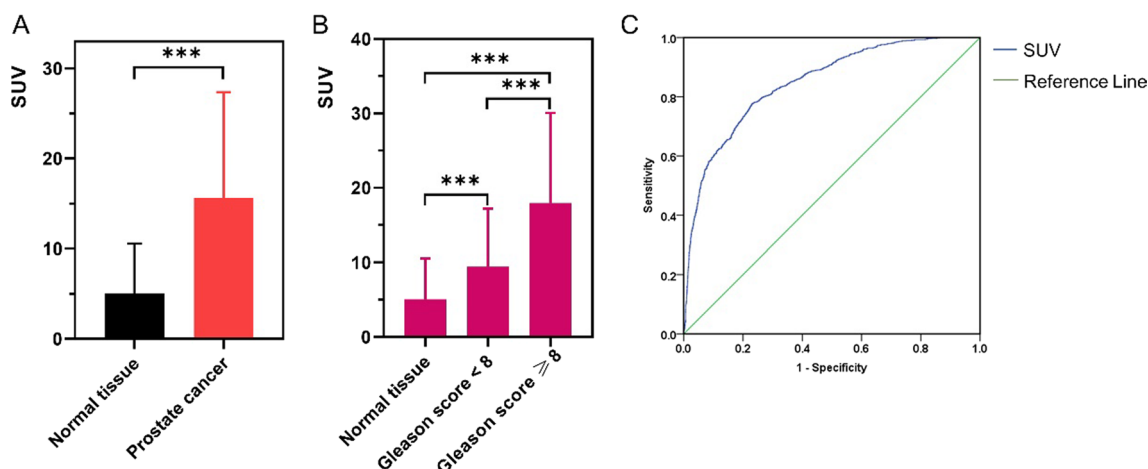 A
SUV
30
20
10
0
***
Normal tissue
Prostate cancer
B
SUV
40
30
20
10
0
***
***
***
Normal tissue
Gleason score < 8
Gleason score ⩾ 8
C
Sensitivity
1.0
0.8
0.6
0.4
0.2
0.0
0.0 0.2 0.4 0.6 0.8 1.0
1 - Specificity
SUV
Reference Line